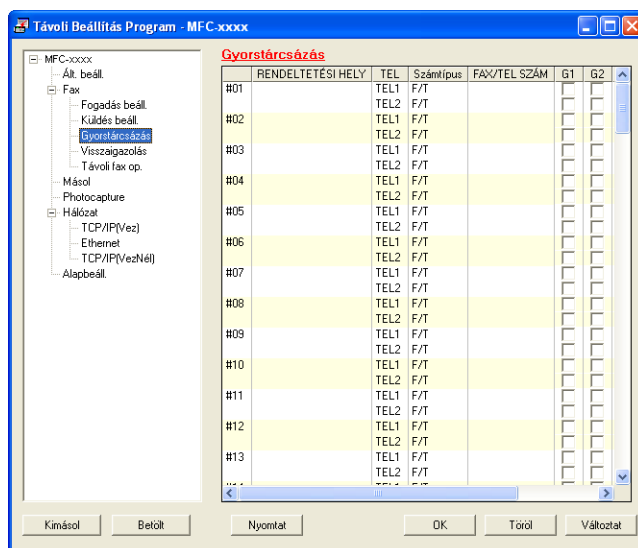 Távoli Beállítás Program - MFC-xxxx
MFC-xxxx
Ált. beáll.
Fax
Fogadás beáll.
Küldés beáll.
Gyorstárcsázás
Visszaigazolás
Távoli fax op.
Másol
Photocapture
Hálózat
TCP/IP(Vez)
Ethernet
TCP/IP(VezNél)
Alapbeáll.
Gyorstárcsázás
RENDELTETÉSI HELY TEL Számtípus FAX/TEL SZÁM G1 G2
#01 TEL1 F/T
TEL2 F/T
#02 TEL1 F/T
TEL2 F/T
#03 TEL1 F/T
TEL2 F/T
#04 TEL1 F/T
TEL2 F/T
#05 TEL1 F/T
TEL2 F/T
#06 TEL1 F/T
TEL2 F/T
#07 TEL1 F/T
TEL2 F/T
#08 TEL1 F/T
TEL2 F/T
#09 TEL1 F/T
TEL2 F/T
#10 TEL1 F/T
TEL2 F/T
#11 TEL1 F/T
TEL2 F/T
#12 TEL1 F/T
TEL2 F/T
#13 TEL1 F/T
TEL2 F/T
Kimásol Betölt Nyomtat OK Töröl Változtat